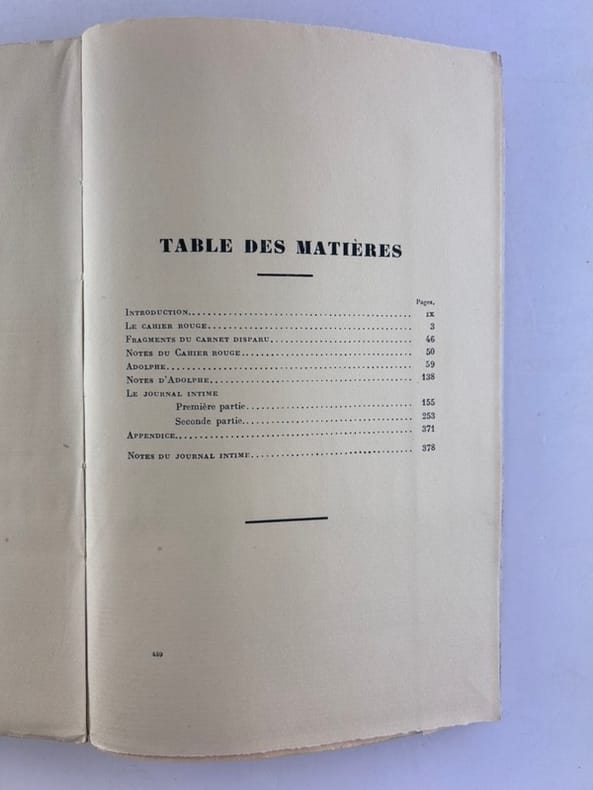 TABLE DES MATIÈRES
Pages.
INTRODUCTION........................................ IX
LE CAHIER ROUGE........................................ 3
FRAGMENTS DU CARNET DISPARU........................................ 46
NOTES DU CAHIER ROUGE........................................ 50
ADOLPHE........................................ 59
NOTES D'ADOLPHE........................................ 138
LE JOURNAL INTIME
Première partie........................................ 155
Seconde partie........................................ 253
APPENDICE........................................ 371
NOTES DU JOURNAL INTIME........................................ 378